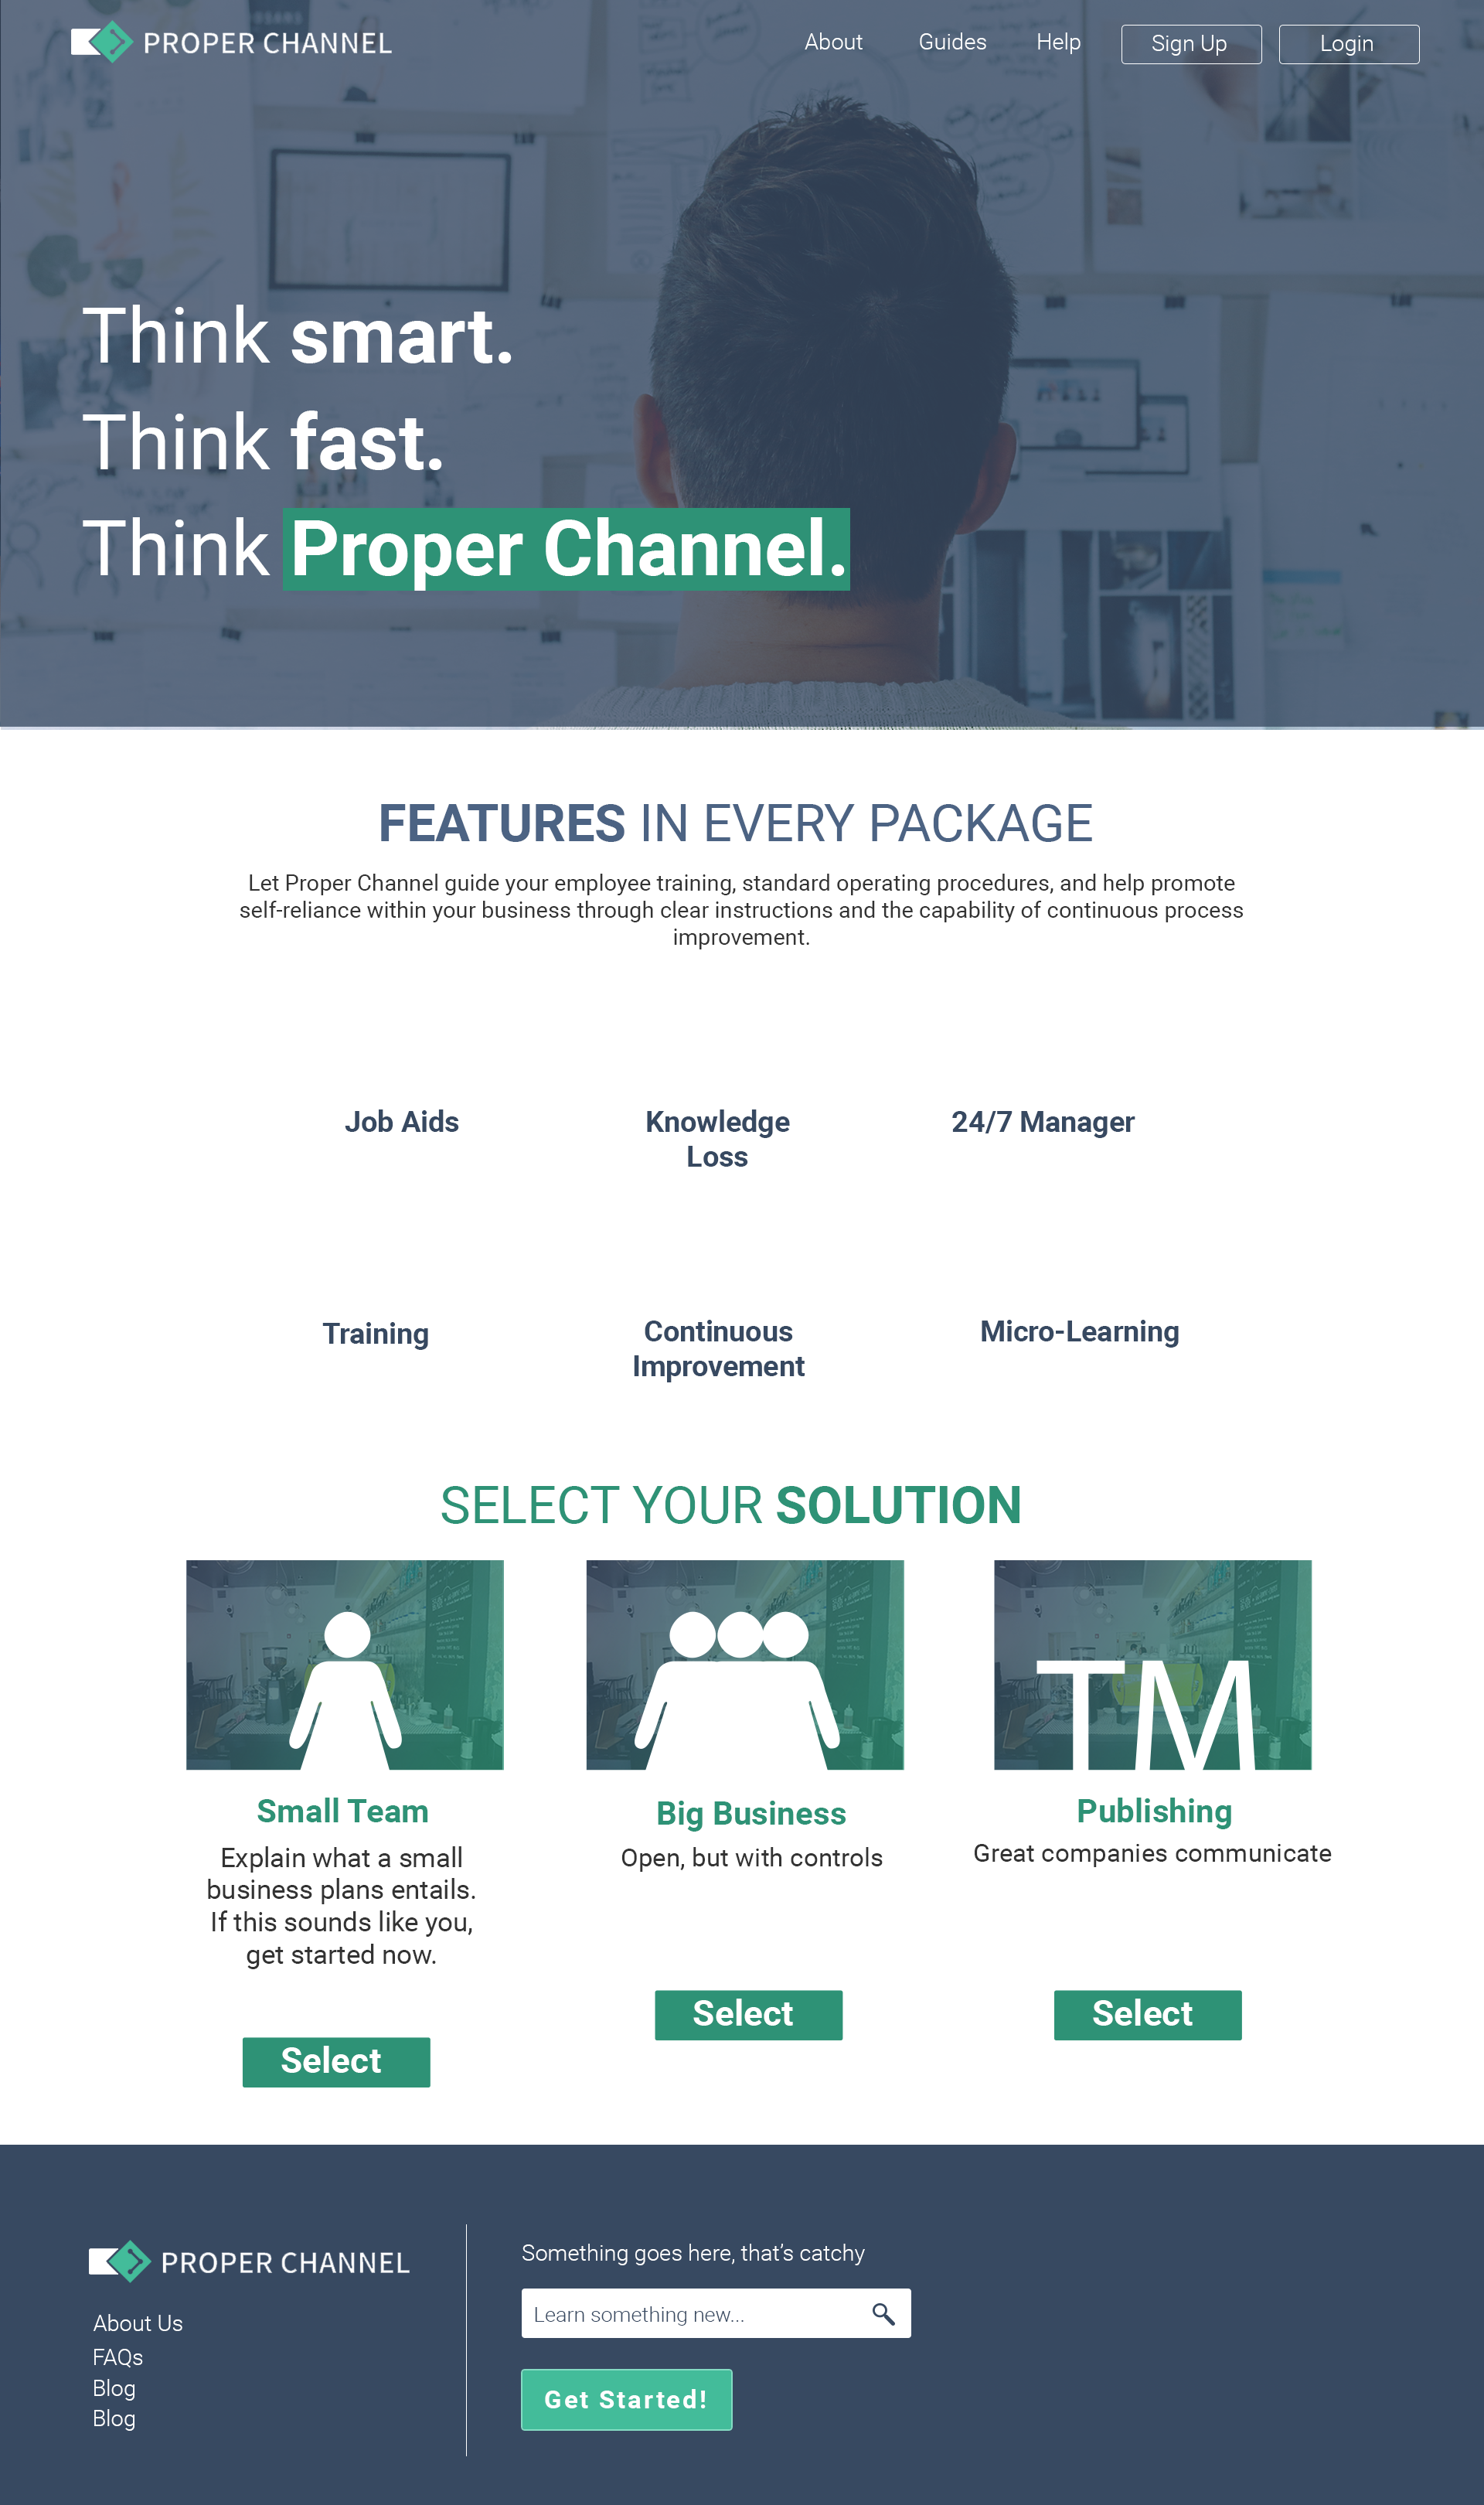 PROPER CHANNEL
About
Guides
Help
Sign Up
Login
Think smart.
Think fast.
Think Proper Channel.
FEATURES IN EVERY PACKAGE
Let Proper Channel guide your employee training, standard operating procedures, and help promote
self-reliance within your business through clear instructions and the capability of continuous process
improvement.
Job Aids
Knowledge
Loss
24/7 Manager
Training
Continuous
Improvement
Micro-Learning
SELECT YOUR SOLUTION
TM
Small Team
Explain what a small
business plans entails.
If this sounds like you,
get started now.
Select
Big Business
Open, but with controls
Select
Publishing
Great companies communicate
Select
PROPER CHANNEL
About Us
FAQs
Blog
Blog
Something goes here, that’s catchy
Learn something new...
Get Started!